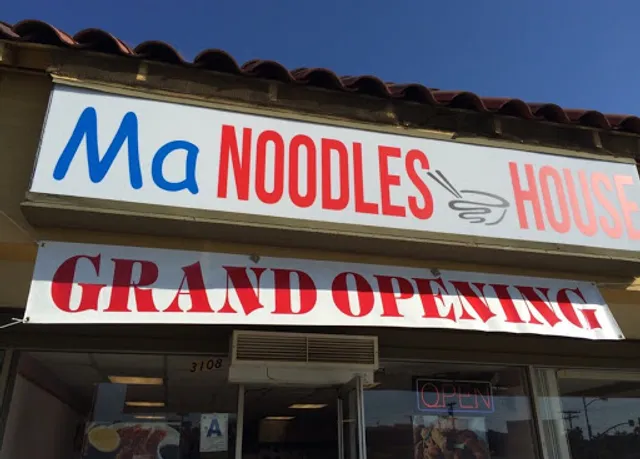 Ma NOODLES HOUSE
GRAND OPENING
3108
OPEN
A